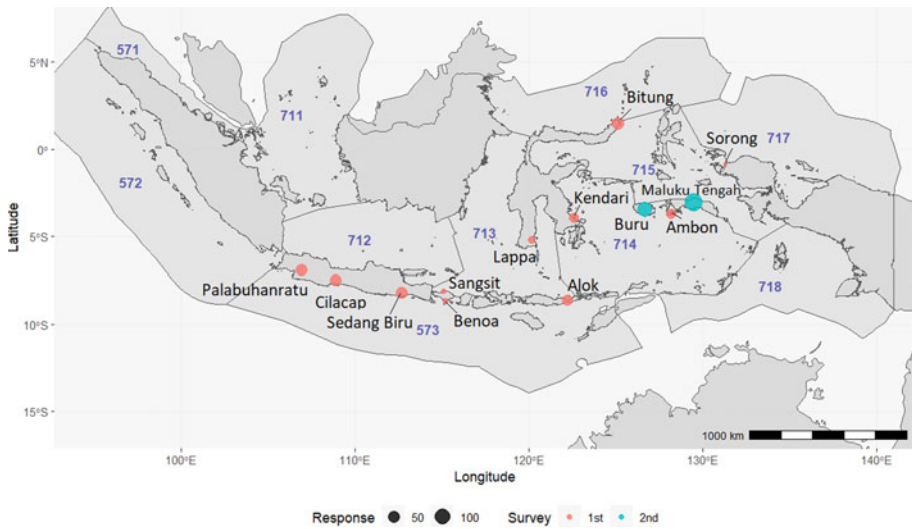 5°N
0°
5°S
10°S
15°S
Latitude
571
572
711
712
713
716
717
715
714
718
573
Bitung
Sorong
Maluku Tengah
Kendari
Buru
Ambon
Lappa
Sangsit
Alok
Palabuhanratu
Cilacap
Sedang Biru
Benoa
1000 km
100°E
110°E
120°E
130°E
140°E
Longitude
Response 50 100 Survey 1st 2nd